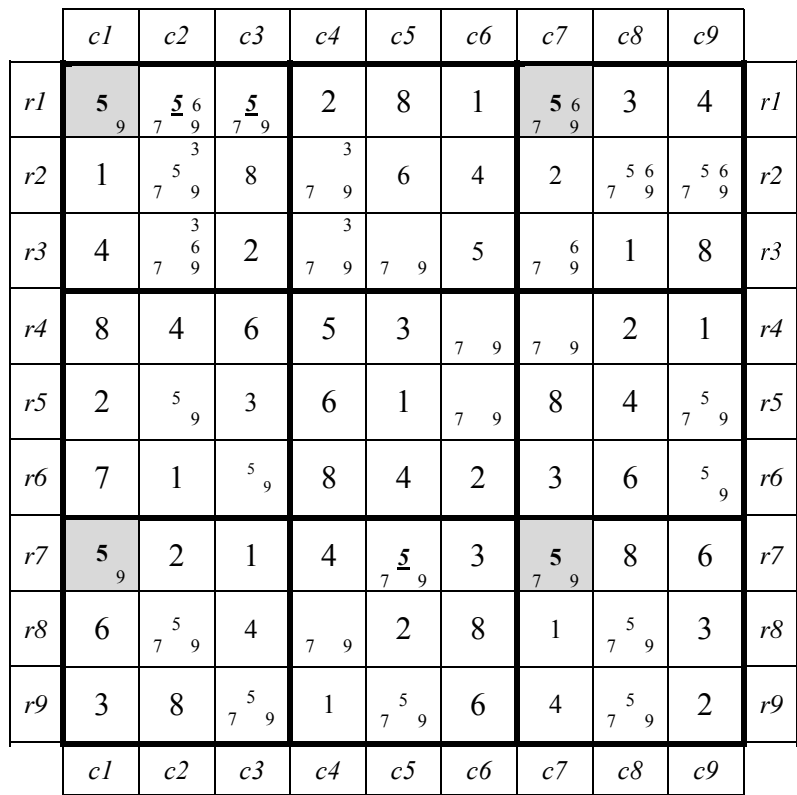 c1 c2 c3 c4 c5 c6 c7 c8 c9
r1 5 9 5 6 7 9 5 7 9 2 8 1 5 6 7 9 3 4 r1
r2 1 3 5 7 9 8 3 7 9 6 4 2 5 6 7 9 5 6 7 9 r2
r3 4 3 6 7 9 2 3 7 9 7 9 5 6 7 9 1 8 r3
r4 8 4 6 5 3 7 9 7 9 2 1 r4
r5 2 5 9 3 6 1 7 9 8 4 5 7 9 r5
r6 7 1 5 9 8 4 2 3 6 5 9 r6
r7 5 9 2 1 4 5 7 9 3 5 7 9 8 6 r7
r8 6 5 7 9 4 7 9 2 8 1 5 7 9 3 r8
r9 3 8 5 7 9 1 5 7 9 6 4 5 7 9 2 r9
c1 c2 c3 c4 c5 c6 c7 c8 c9